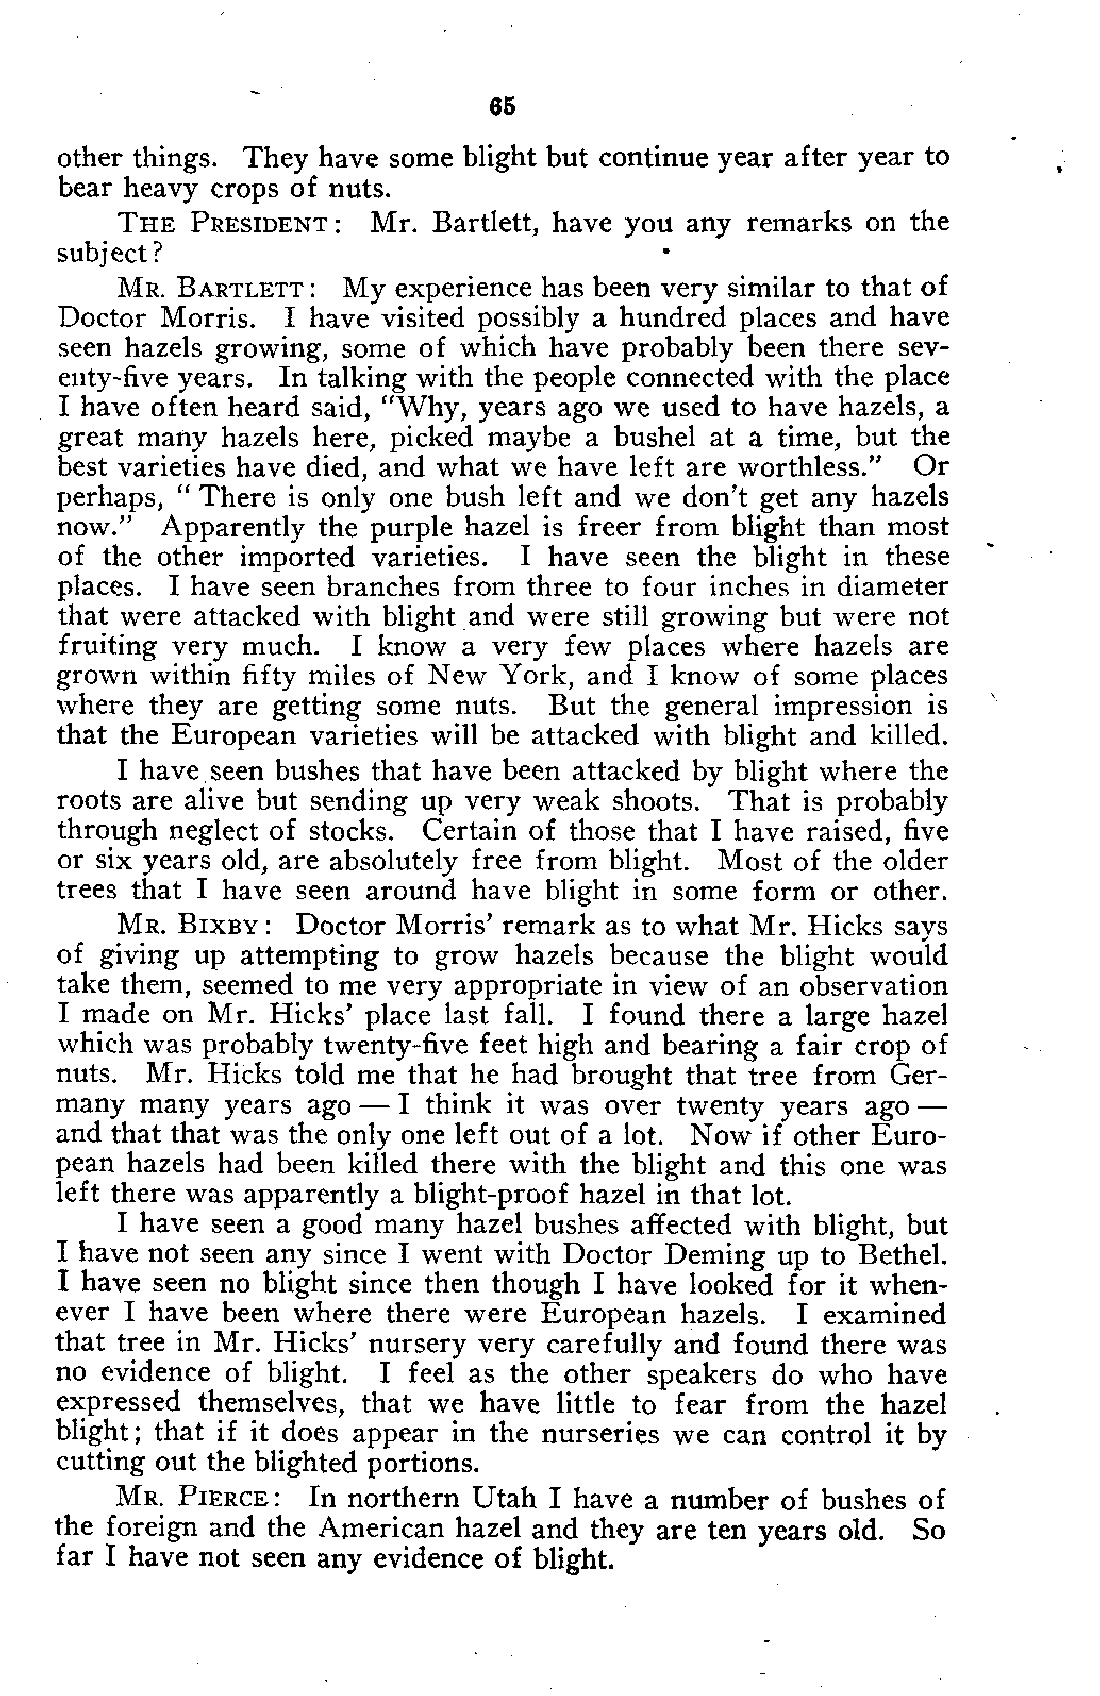 65
other things. They have some blight but continue year after year to
bear heavy crops of nuts.
THE PRESIDENT: Mr. Bartlett, have you any remarks on the
subject?
MR. BARTLETT: My experience has been very similar to that of
Doctor Morris. I have visited possibly a hundred places and have
seen hazels growing, some of which have probably been there sev-
enty-five years. In talking with the people connected with the place
I have often heard said, "Why, years ago we used to have hazels, a
great many hazels here, picked maybe a bushel at a time, but the
best varieties have died, and what we have left are worthless." Or
perhaps, "There is only one bush left and we don't get any hazels
now." Apparently the purple hazel is freer from blight than most
of the other imported varieties. I have seen the blight in these
places. I have seen branches from three to four inches in diameter
that were attacked with blight and were still growing but were not
fruiting very much. I know a very few places where hazels are
grown within fifty miles of New York, and I know of some places
where they are getting some nuts. But the general impression is
that the European varieties will be attacked with blight and killed.
I have seen bushes that have been attacked by blight where the
roots are alive but sending up very weak shoots. That is probably
through neglect of stocks. Certain of those that I have raised, five
or six years old, are absolutely free from blight. Most of the older
trees that I have seen around have blight in some form or other.
MR. BIXBY: Doctor Morris' remark as to what Mr. Hicks says
of giving up attempting to grow hazels because the blight would
take them, seemed to me very appropriate in view of an observation
I made on Mr. Hicks' place last fall. I found there a large hazel
which was probably twenty-five feet high and bearing a fair crop of
nuts. Mr. Hicks told me that he had brought that tree from Ger-
many many years ago — I think it was over twenty years ago —
and that that was the only one left out of a lot. Now if other Euro-
pean hazels had been killed there with the blight and this one was
left there was apparently a blight-proof hazel in that lot.
I have seen a good many hazel bushes affected with blight, but
I have not seen any since I went with Doctor Deming up to Bethel.
I have seen no blight since then though I have looked for it when-
ever I have been where there were European hazels. I examined
that tree in Mr. Hicks' nursery very carefully and found there was
no evidence of blight. I feel as the other speakers do who have
expressed themselves, that we have little to fear from the hazel
blight; that if it does appear in the nurseries we can control it by
cutting out the blighted portions.
MR. PIERCE: In northern Utah I have a number of bushes of
the foreign and the American hazel and they are ten years old. So
far I have not seen any evidence of blight.